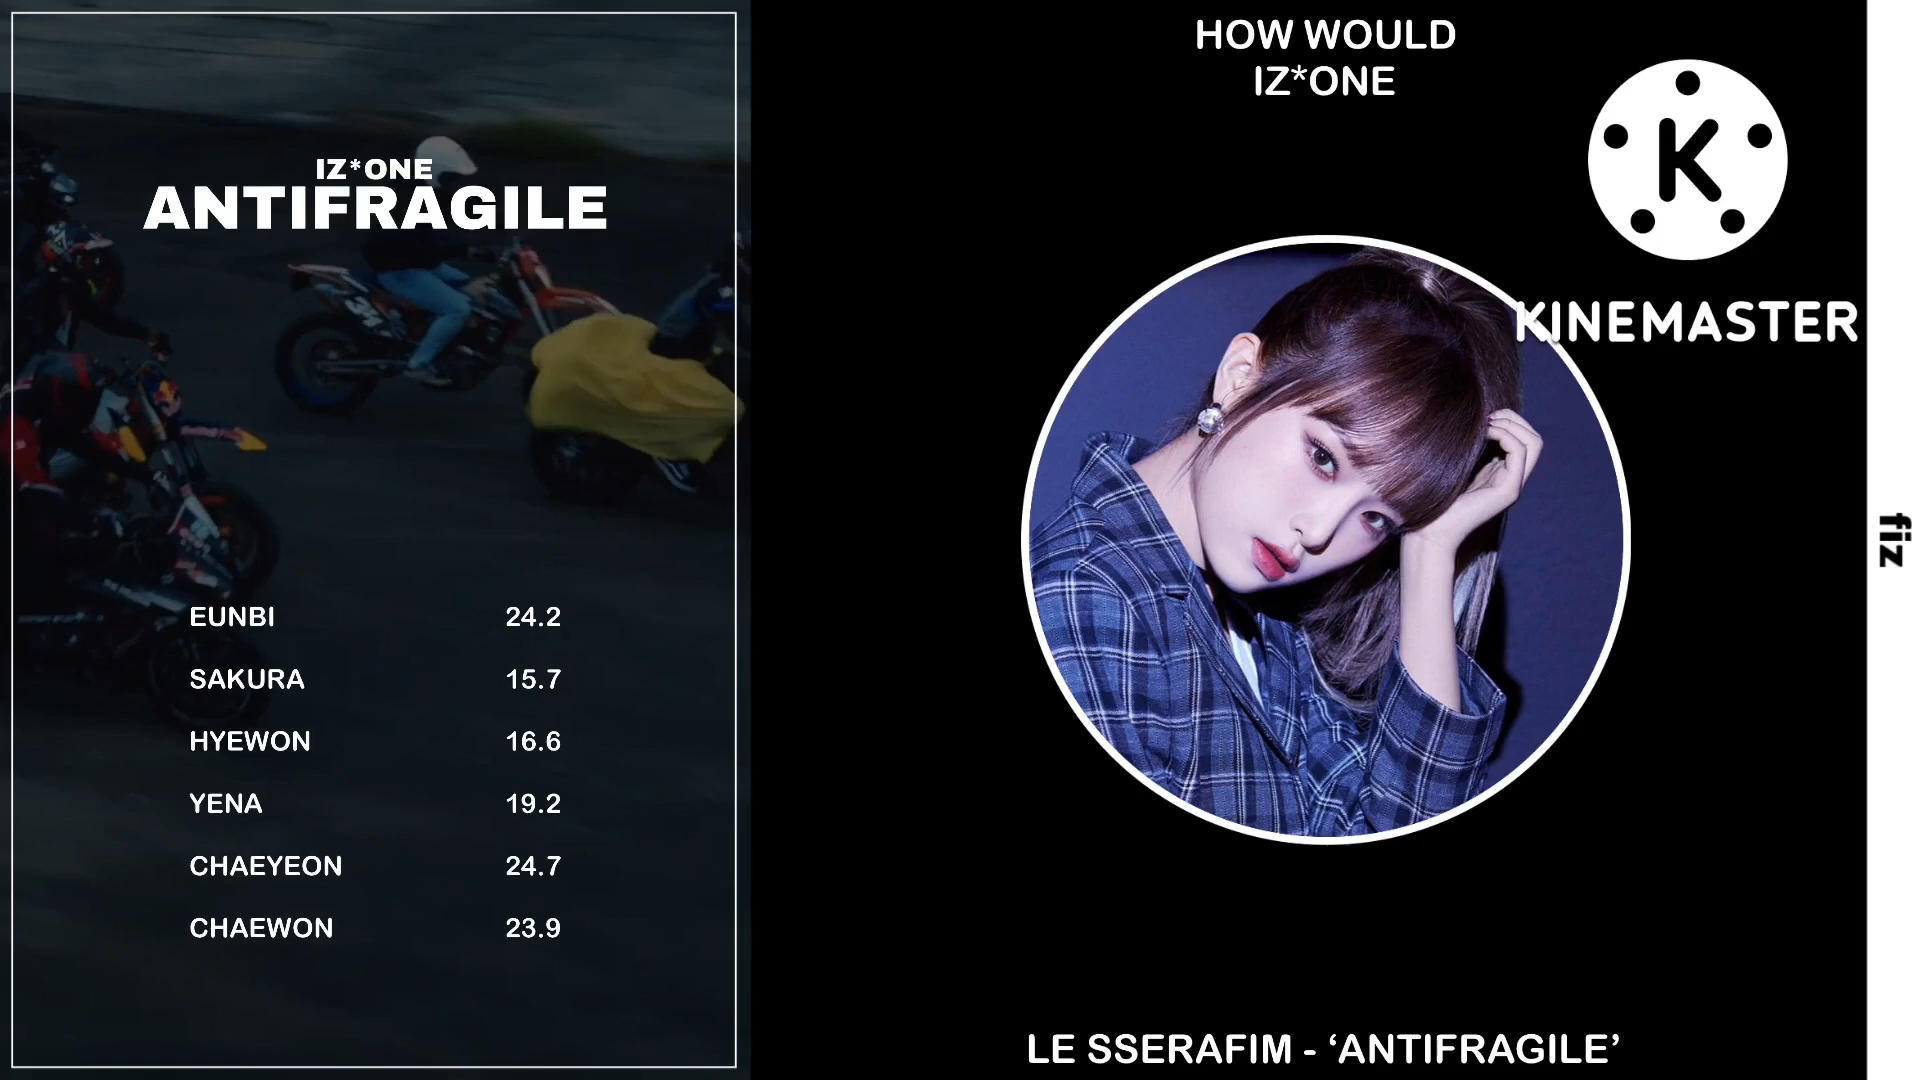 IZ*ONE
ANTIFRAGILE
EUNBI 24.2
SAKURA 15.7
HYEWON 16.6
YENA 19.2
CHAEYEON 24.7
CHAEWON 23.9
HOW WOULD
IZ*ONE
K
KINEMASTER
LE SSERAFIM - ‘ANTIFRAGILE’
fiz